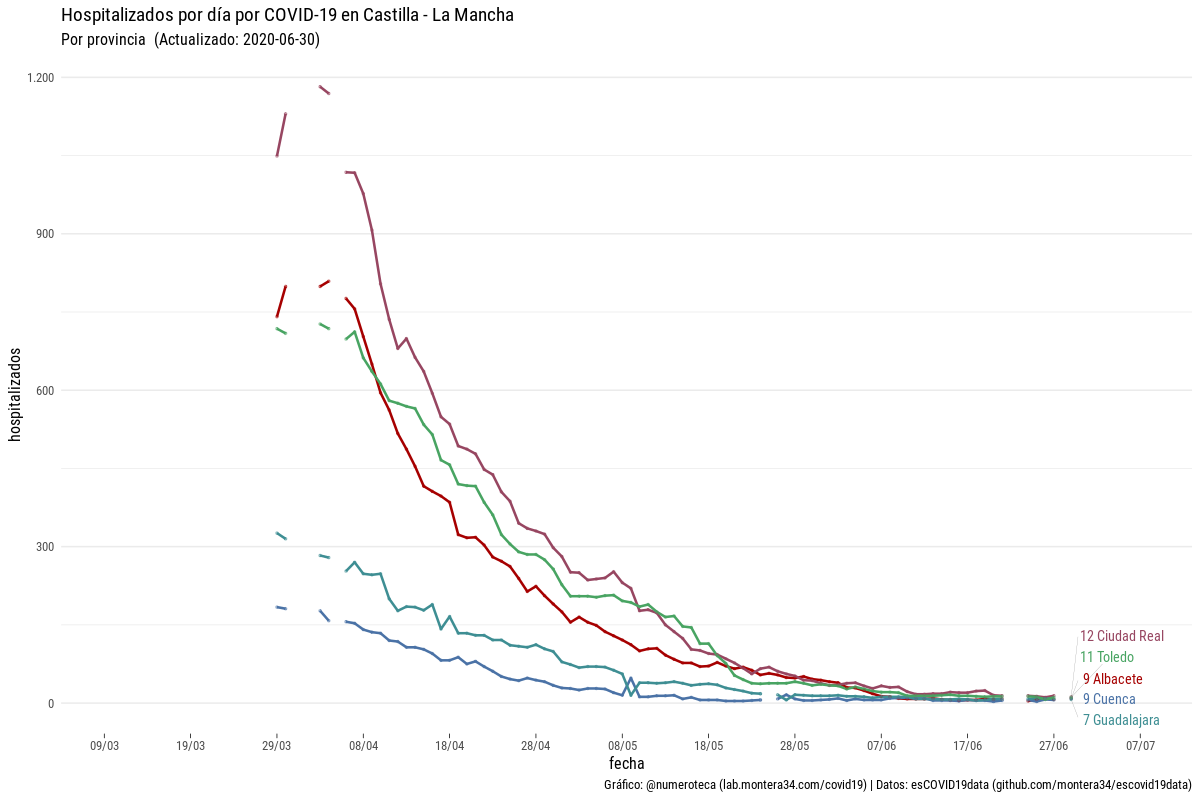 Hospitalizados por día por COVID-19 en Castilla - La Mancha
Por provincia (Actualizado: 2020-06-30)
hospitalizados
1.200
900
600
300
0
12 Ciudad Real
11 Toledo
9 Albacete
9 Cuenca
7 Guadalajara
09/03 19/03 29/03 08/04 18/04 28/04 08/05 18/05 28/05 07/06 17/06 27/06 07/07
fecha
Gráfico: @numeroteca (lab.montera34.com/covid19) | Datos: esCOVID19data (github.com/montera34/escovid19data)